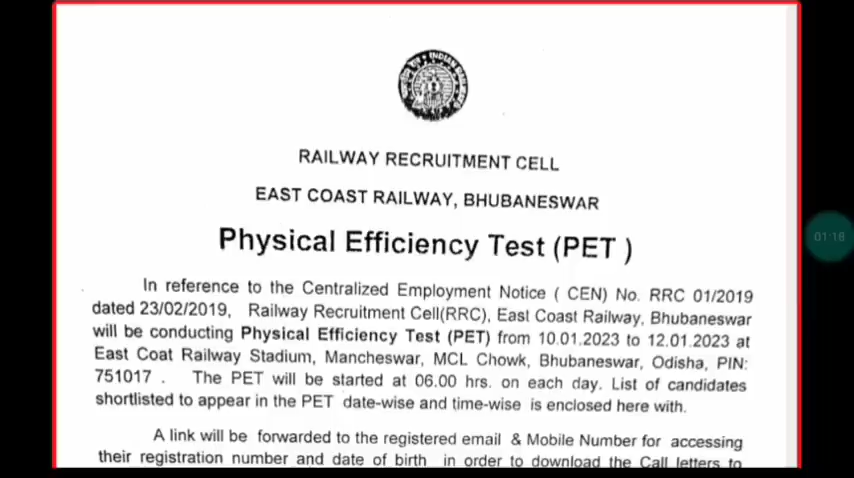 RAILWAY RECRUITMENT CELL
EAST COAST RAILWAY, BHUBANESWAR
Physical Efficiency Test (PET )
In reference to the Centralized Employment Notice ( CEN) No. RRC 01/2019
dated 23/02/2019, Railway Recruitment Cell(RRC), East Coast Railway, Bhubaneswar
will be conducting Physical Efficiency Test (PET) from 10.01.2023 to 12.01.2023 at
East Coat Railway Stadium, Mancheswar, MCL Chowk, Bhubaneswar, Odisha, PIN:
751017 . The PET will be started at 06.00 hrs. on each day. List of candidates
shortlisted to appear in the PET date-wise and time-wise is enclosed here with.
A link will be forwarded to the registered email & Mobile Number for accessing
their registration number and date of birth in order to download the Call letters to
01:18